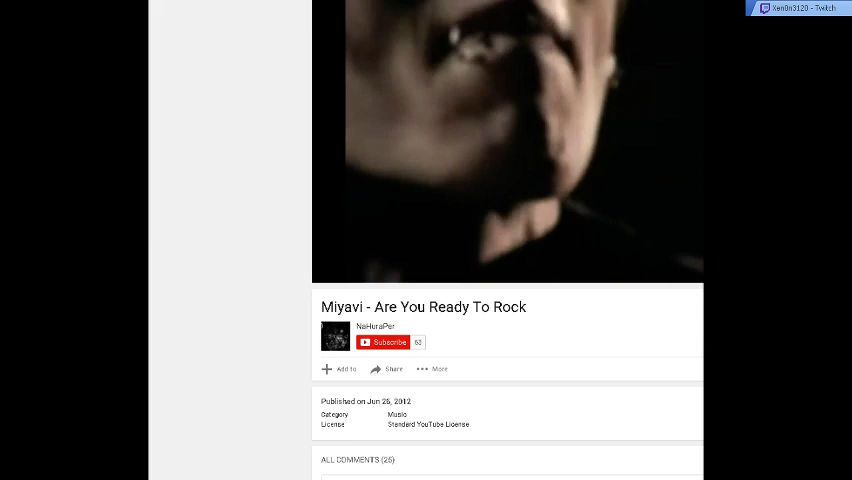 Xen0n3120 - Twitch
Miyavi - Are You Ready To Rock
NaHuraPer
Subscribe 63
Add to Share More
Published on Jun 26, 2012
Category Music
License Standard YouTube License
ALL COMMENTS (25)